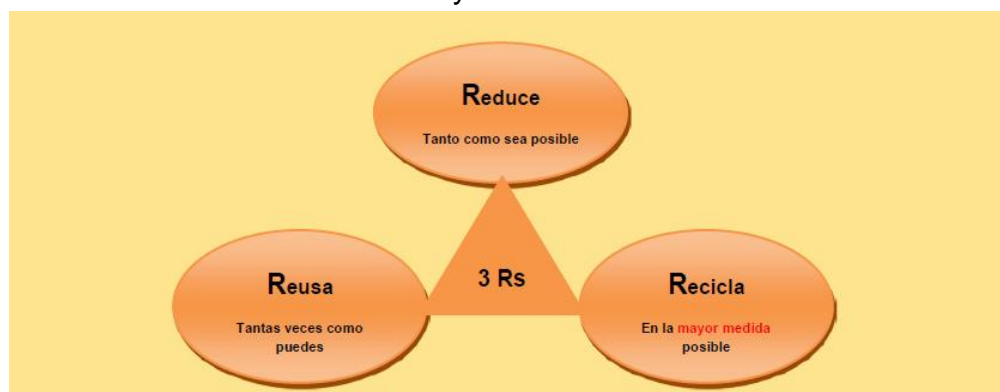 y
Reduce
Tanto como sea posible
3 Rs
Reusa
Tantas veces como
puedes
Recicla
En la mayor medida
posible